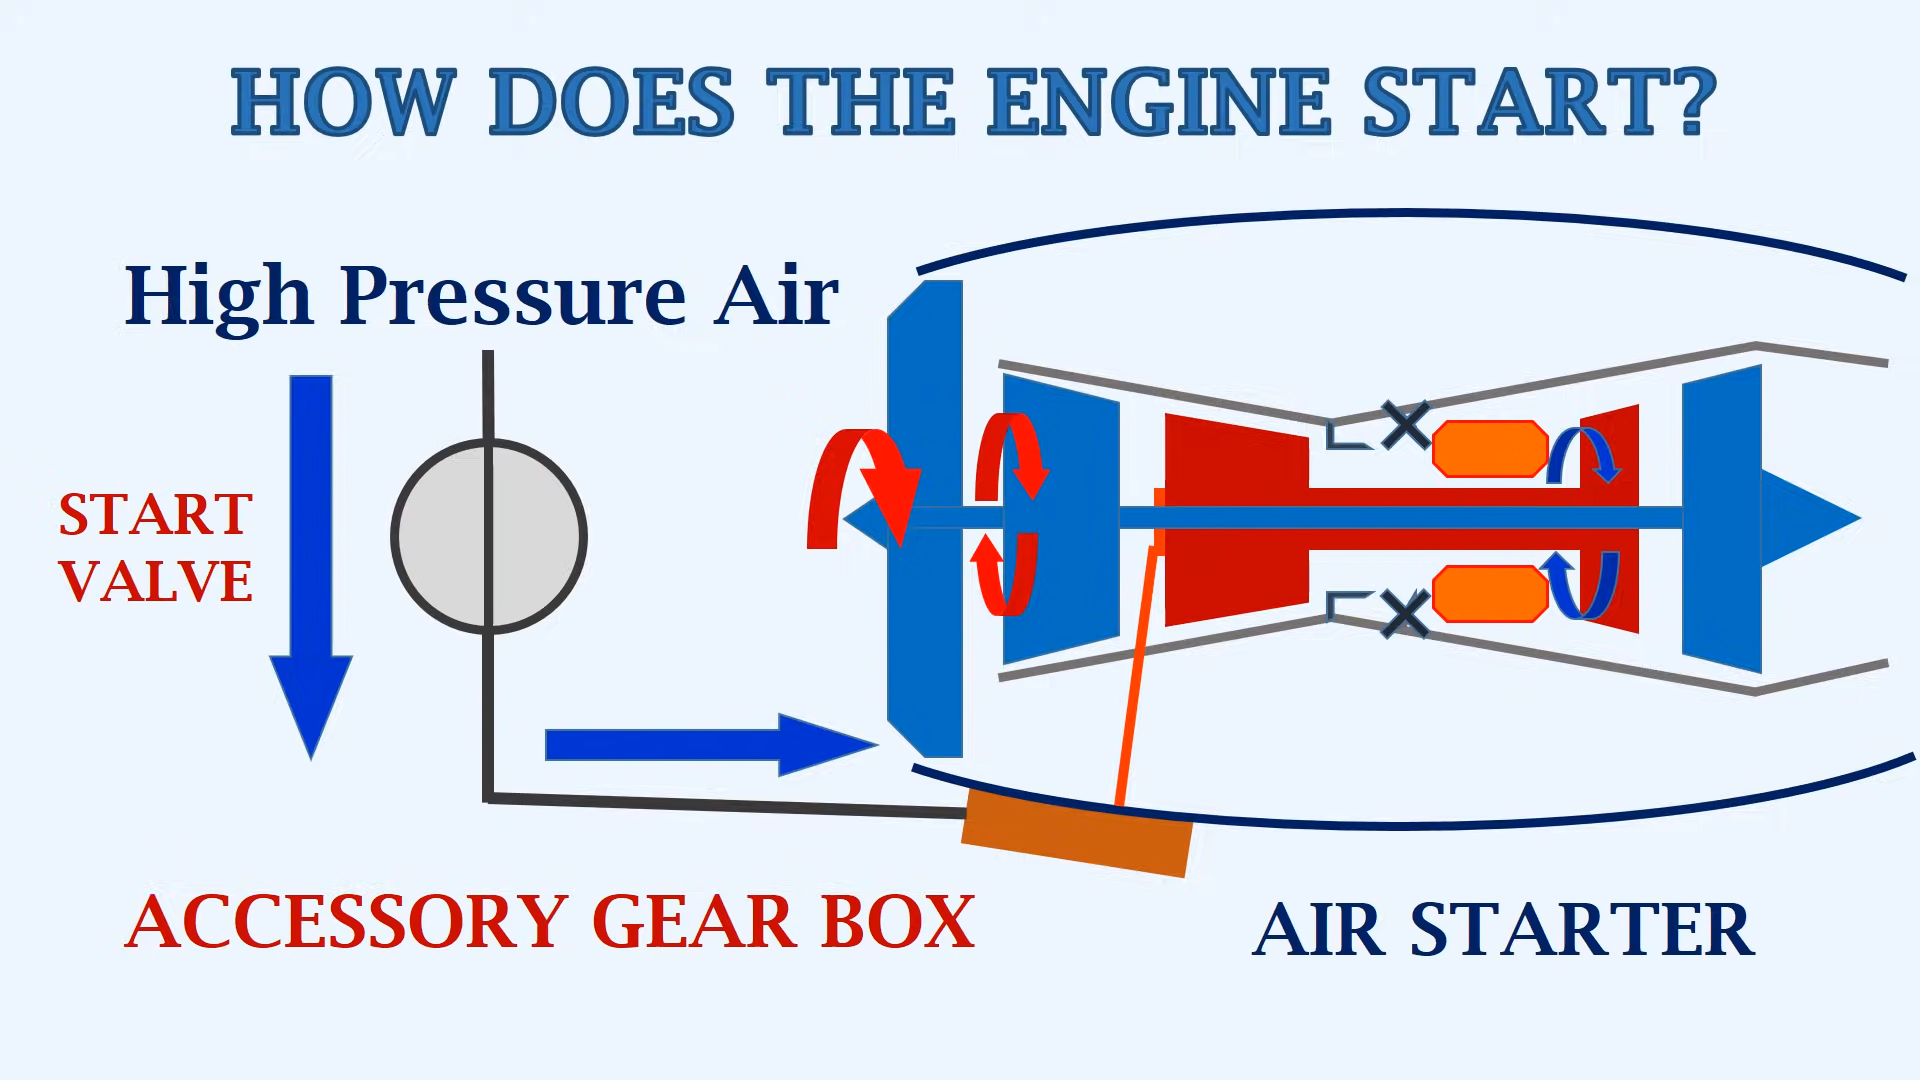 HOW DOES THE ENGINE START?
High Pressure Air
START
VALVE
ACCESSORY GEAR BOX
AIR STARTER